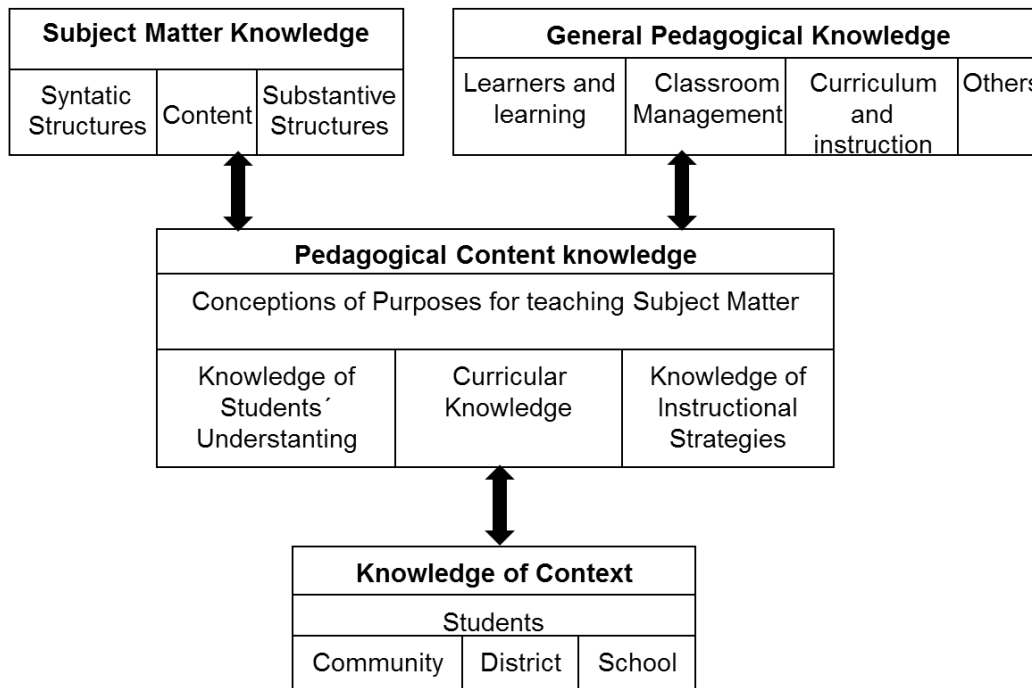 Subject Matter Knowledge
Syntatic
Structures
Content
Substantive
Structures
General Pedagogical Knowledge
Learners and
learning
Classroom
Management
Curriculum
and
instruction
Others
Pedagogical Content knowledge
Conceptions of Purposes for teaching Subject Matter
Knowledge of
Students´
Understanting
Curricular
Knowledge
Knowledge of
Instructional
Strategies
Knowledge of Context
Students
Community
District
School